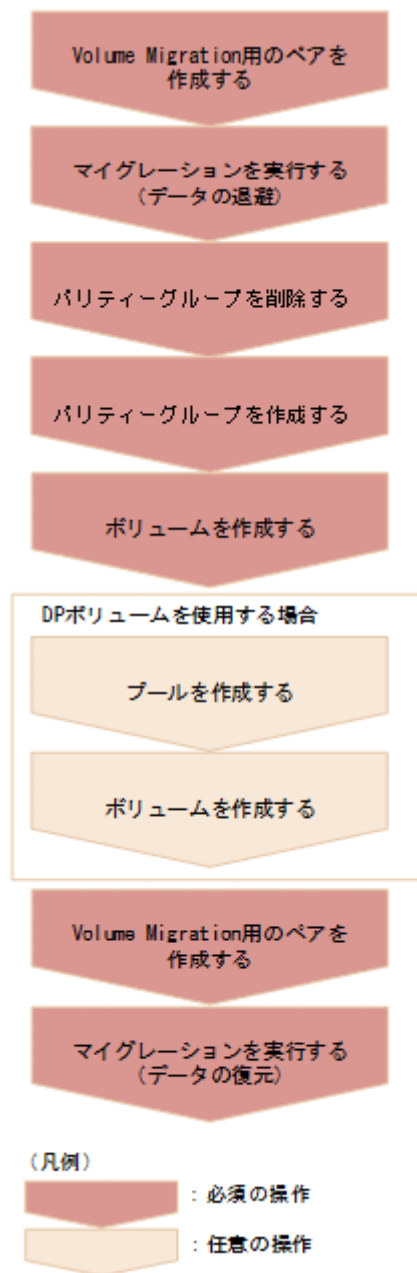 Volume Migration用のペアを
作成する
マイグレーションを実行する
(データの退避)
パリティーグループを削除する
パリティーグループを作成する
ボリュームを作成する
DPボリュームを使用する場合
プールを作成する
ボリュームを作成する
Volume Migration用のペアを
作成する
マイグレーションを実行する
(データの復元)
(凡例)
：必須の操作
：任意の操作